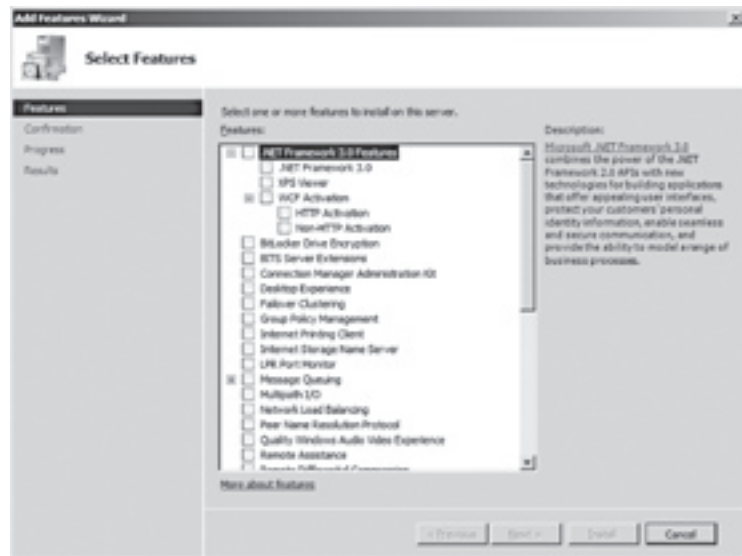 Add Features Wizard
Select Features
Features
Confirmation
Progress
Results
Select one or more features to install on this server.
Features:
.NET Framework 3.0 Features
.NET Framework 3.0
XPS Viewer
WCF Activation
HTTP Activation
Non-HTTP Activation
BitLocker Drive Encryption
BITS Server Extensions
Connection Manager Administration Kit
Desktop Experience
Failover Clustering
Group Policy Management
Internet Printing Client
Internet Storage Name Server
LPR Port Monitor
Message Queuing
Multipath I/O
Network Load Balancing
Peer Name Resolution Protocol
Quality Windows Audio Video Experience
Remote Assistance
Remote Differential Compression
More about features
Description:
Microsoft .NET Framework 3.0
combines the power of the .NET
Framework 2.0 APIs with new
technologies for building applications
that offer appealing user interfaces,
protect your customers' personal
identity information, enable seamless
and secure communication, and
provide the ability to model a range of
business processes.
< Previous
Next >
Install
Cancel